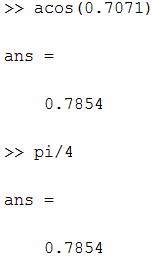 >> acos(0.7071)
ans =
0.7854
>> pi/4
ans =
0.7854